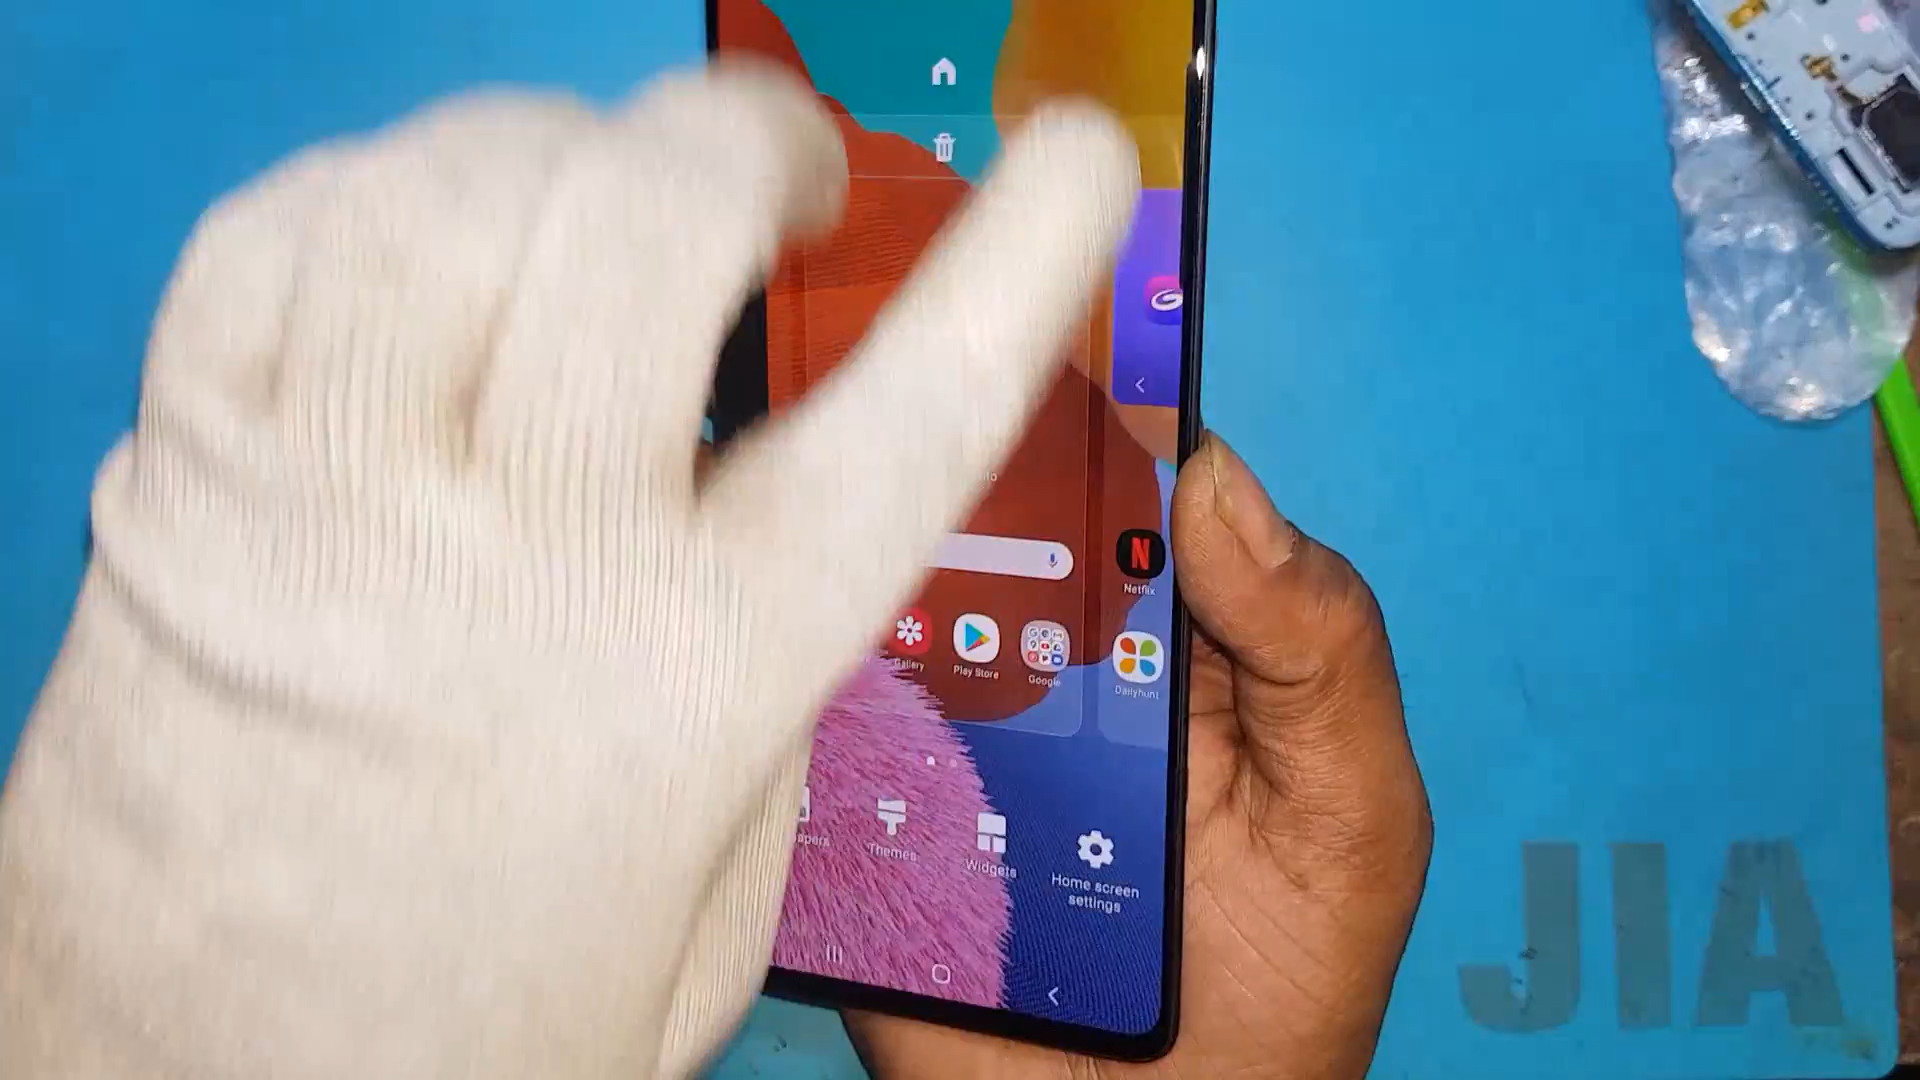 N
Netflix
Gallery
Play Store
Google
Dailyhunt
Themes
Widgets
Home screen
settings
JIA